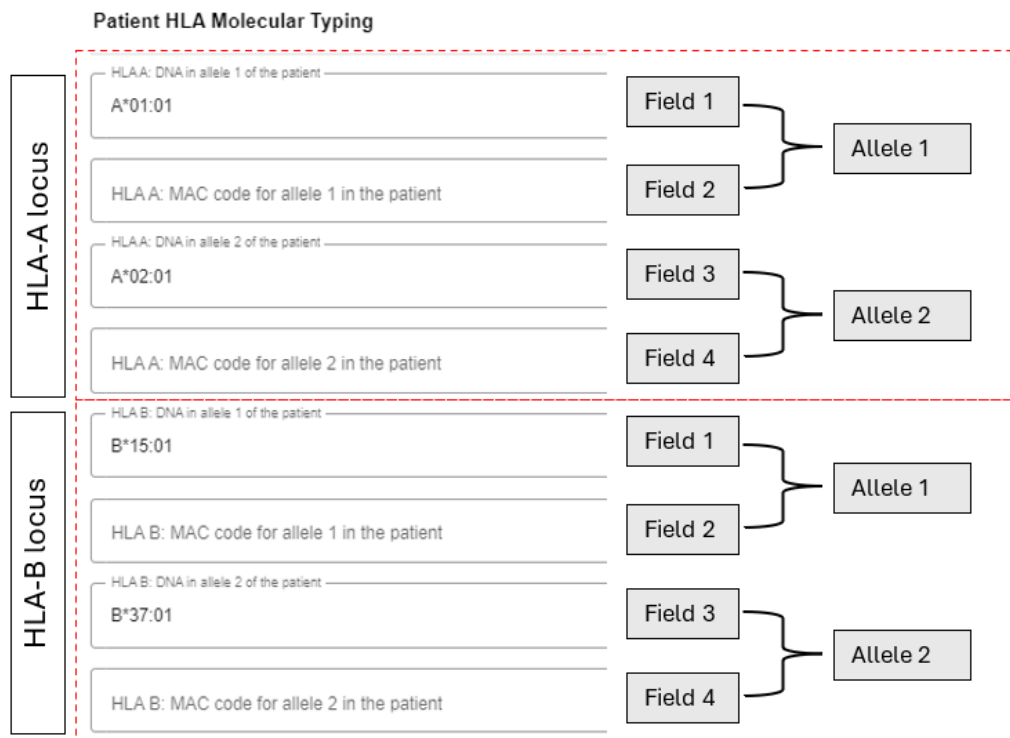 Patient HLA Molecular Typing
HLA-A locus
HLA A: DNA in allele 1 of the patient
A*01:01
Field 1
Allele 1
HLA A: MAC code for allele 1 in the patient
Field 2
HLA A: DNA in allele 2 of the patient
A*02:01
Field 3
Allele 2
HLA A: MAC code for allele 2 in the patient
Field 4
HLA-B locus
HLA B: DNA in allele 1 of the patient
B*15:01
Field 1
Allele 1
HLA B: MAC code for allele 1 in the patient
Field 2
HLA B: DNA in allele 2 of the patient
B*37:01
Field 3
Allele 2
HLA B: MAC code for allele 2 in the patient
Field 4